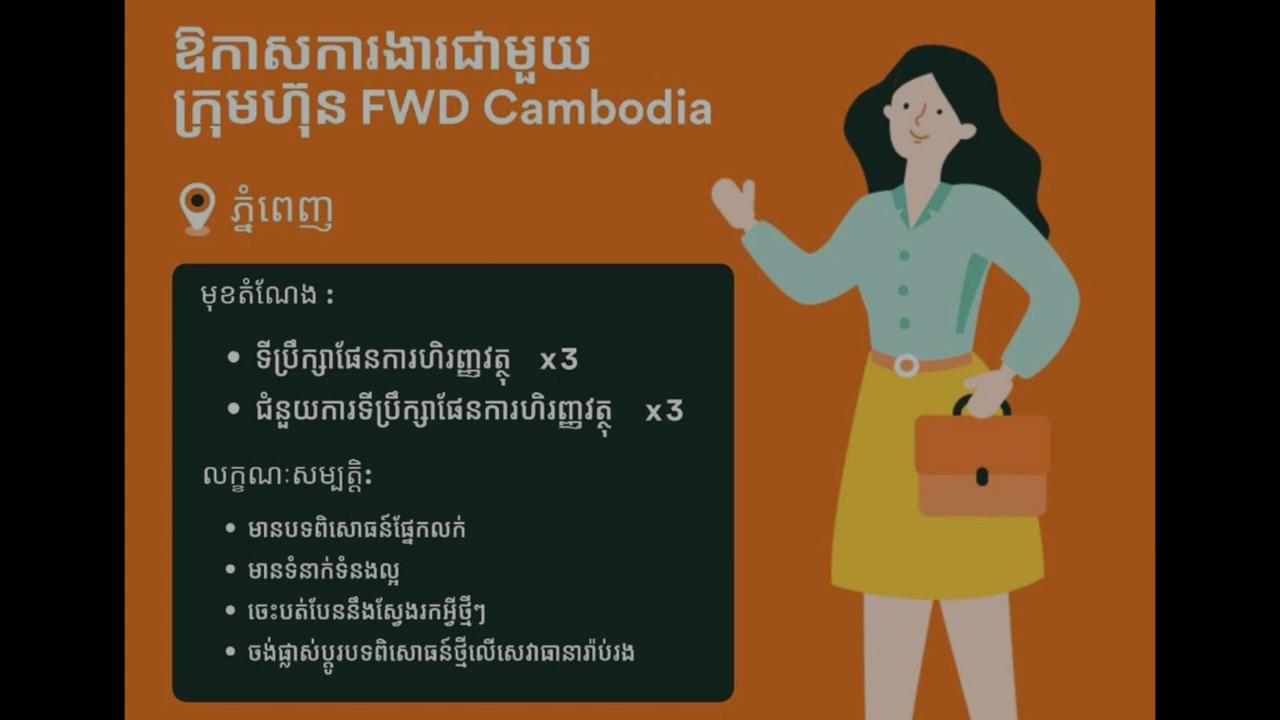 ឱកាសការងារជាមួយ
ក្រុមហ៊ុន FWD Cambodia
ភ្នំពេញ
មុខតំណែង :
• ទីប្រឹក្សាផែនការហិរញ្ញវត្ថុ x3
• ជំនួយការទីប្រឹក្សាផែនការហិរញ្ញវត្ថុ x3
លក្ខណៈសម្បត្តិ:
• មានបទពិសោធន៍ផ្នែកលក់
• មានទំនាក់ទំនងល្អ
• ចេះបត់បែននឹងស្វែងរកអ្វីថ្មីៗ
• ចង់ផ្លាស់ប្ដូរបទពិសោធន៍ថ្មីលើសេវាធានារ៉ាប់រង